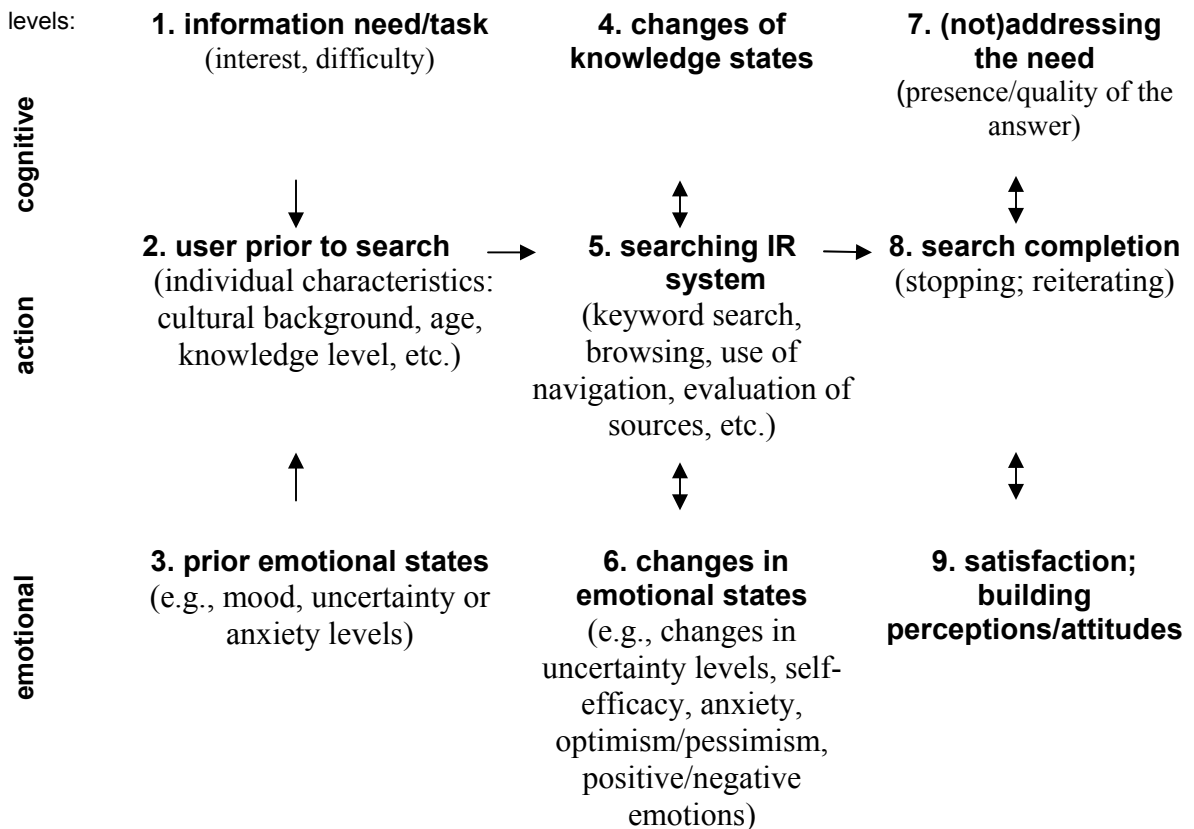 levels:
1. information need/task
(interest, difficulty)
4. changes of
knowledge states
7. (not)addressing
the need
(presence/quality of the
answer)
cognitive
2. user prior to search
(individual characteristics:
cultural background, age,
knowledge level, etc.)
5. searching IR
system
(keyword search,
browsing, use of
navigation, evaluation of
sources, etc.)
8. search completion
(stopping; reiterating)
action
3. prior emotional states
(e.g., mood, uncertainty or
anxiety levels)
6. changes in
emotional states
(e.g., changes in
uncertainty levels, self-
efficacy, anxiety,
optimism/pessimism,
positive/negative
emotions)
9. satisfaction;
building
perceptions/attitudes
emotional